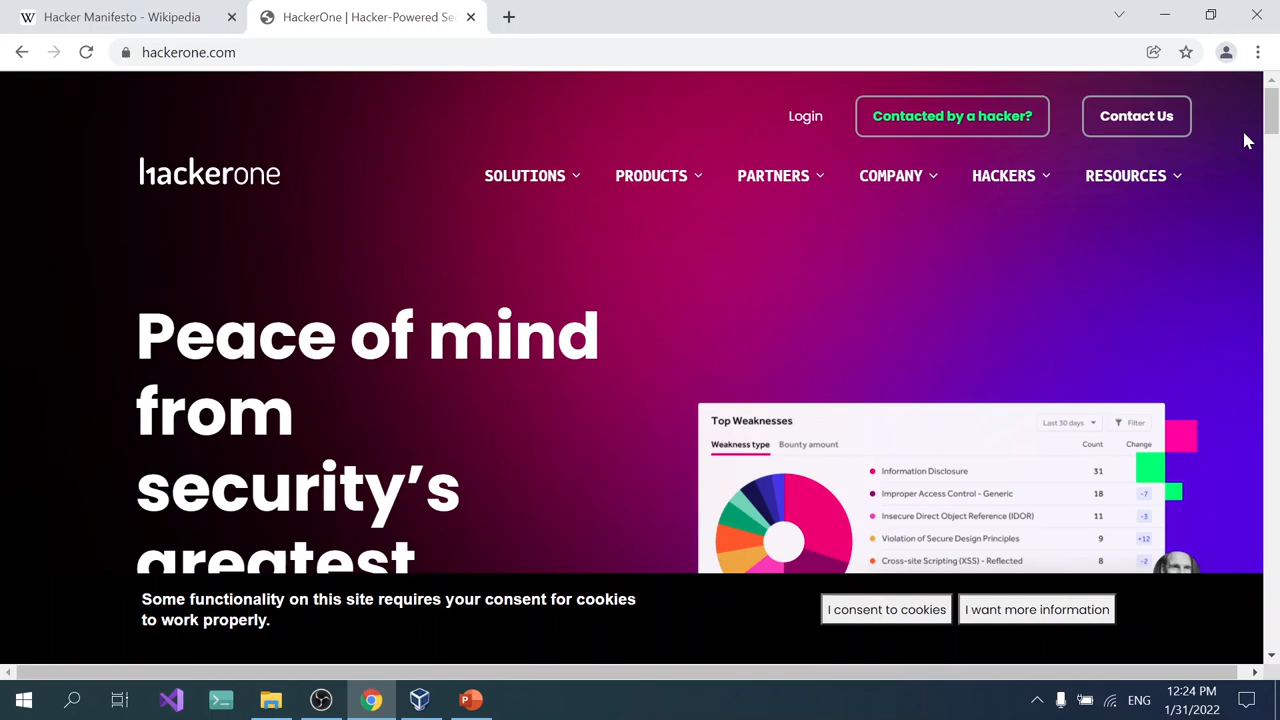 Hacker Manifesto - Wikipedia
HackerOne | Hacker-Powered Sec
hackerone.com
Login
Contacted by a hacker?
Contact Us
hackerone
SOLUTIONS
PRODUCTS
PARTNERS
COMPANY
HACKERS
RESOURCES
Peace of mind
from
security's
greatest
Top Weaknesses
Last 30 days
Filter
Weakness type
Bounty amount
Count
Change
Information Disclosure 31
Improper Access Control - Generic 18 -7
Insecure Direct Object Reference (IDOR) 11 -3
Violation of Secure Design Principles 9 +12
Cross-site Scripting (XSS) - Reflected 8 -2
Some functionality on this site requires your consent for cookies
to work properly.
I consent to cookies
I want more information
ENG
12:24 PM
1/31/2022